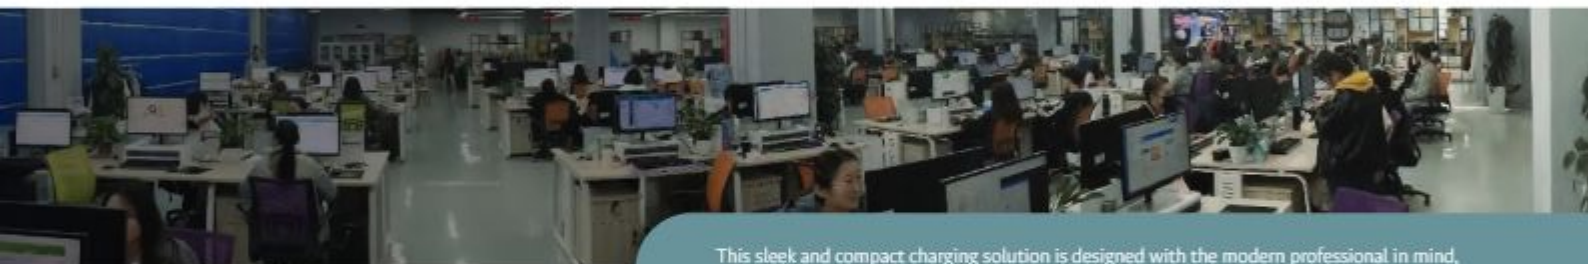 This sleek and compact charging solution is designed with the modern professional in mind,